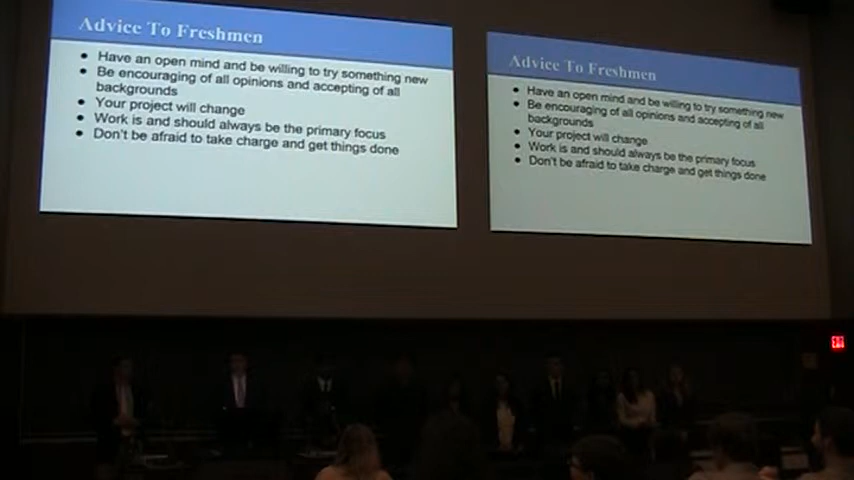 Advice To Freshmen
Have an open mind and be willing to try something new
Be encouraging of all opinions and accepting of all
backgrounds
Your project will change
Work is and should always be the primary focus
Don't be afraid to take charge and get things done
Advice To Freshmen
Have an open mind and be willing to try something new
Be encouraging of all opinions and accepting of all
backgrounds
Your project will change
Work is and should always be the primary focus
Don't be afraid to take charge and get things done